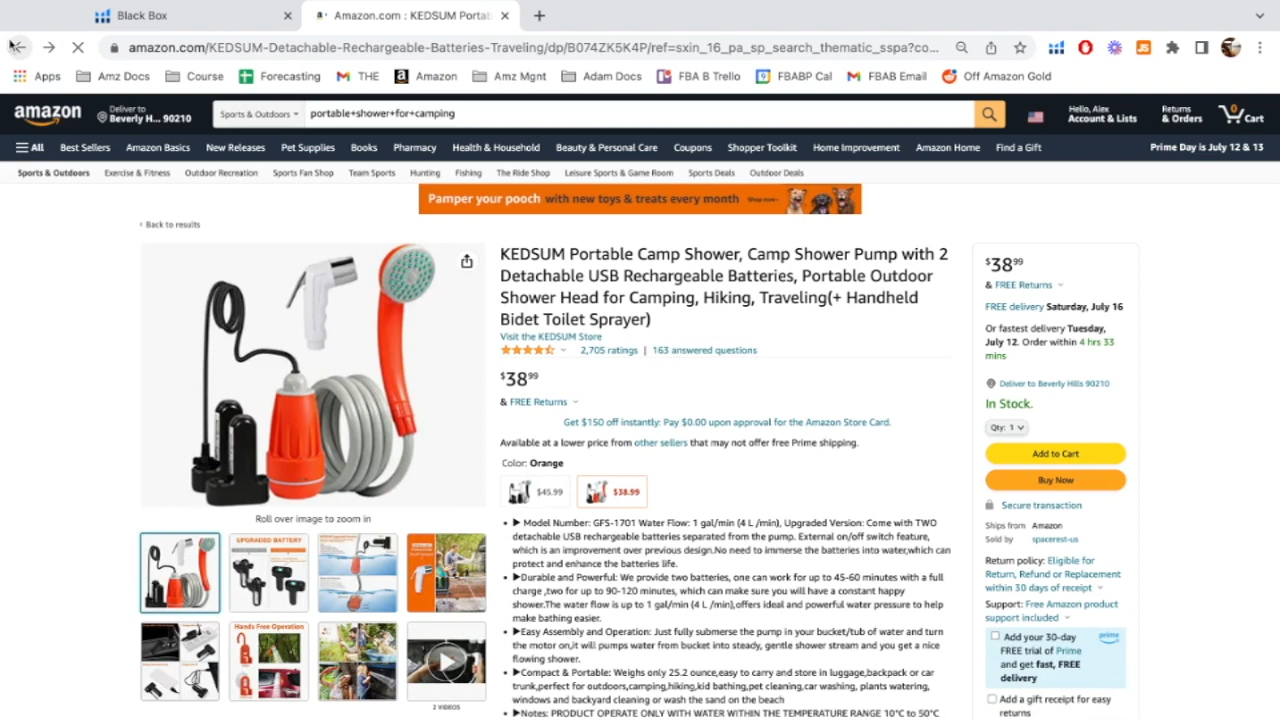 Black Box
Amazon.com : KEDSUM Portab
amazon.com/KEDSUM-Detachable-Rechargeable-Batteries-Traveling/dp/B074ZK5K4P/ref=sxin_16_pa_sp_search_thematic_sspa?co...
Apps Amz Docs Course Forecasting THE Amazon Amz Mgnt Adam Docs FBA B Trello FBABP Cal FBAB Email Off Amazon Gold
amazon
Deliver to
Beverly H... 90210
Sports & Outdoors
portable+shower+for+camping
Hello, Alex
Account & Lists
Returns
& Orders
0
Cart
All Best Sellers Amazon Basics New Releases Pet Supplies Books Pharmacy Health & Household Beauty & Personal Care Coupons Shopper Toolkit Home Improvement Amazon Home Find a Gift Prime Day is July 12 & 13
Sports & Outdoors Exercise & Fitness Outdoor Recreation Sports Fan Shop Team Sports Hunting Fishing The Ride Shop Leisure Sports & Game Room Sports Deals Outdoor Deals
Pamper your pooch with new toys & treats every month Shop now
‹ Back to results
KEDSUM Portable Camp Shower, Camp Shower Pump with 2
Detachable USB Rechargeable Batteries, Portable Outdoor
Shower Head for Camping, Hiking, Traveling(+ Handheld
Bidet Toilet Sprayer)
Visit the KEDSUM Store
2,705 ratings | 163 answered questions
$38 99
& FREE Returns
Get $150 off instantly: Pay $0.00 upon approval for the Amazon Store Card.
Available at a lower price from other sellers that may not offer free Prime shipping.
Color: Orange
$45.99 $38.99
• ▶ Model Number: GFS-1701 Water Flow: 1 gal/min (4 L /min), Upgraded Version: Come with TWO
detachable USB rechargeable batteries separated from the pump. External on/off switch feature,
which is an improvement over previous design.No need to immerse the batteries into water,which can
protect and enhance the batteries life.
• ▶Durable and Powerful: We provide two batteries, one can work for up to 45-60 minutes with a full
charge ,two for up to 90-120 minutes, which can make sure you will have a constant happy
shower.The water flow is up to 1 gal/min (4 L /min),offers ideal and powerful water pressure to help
make bathing easier.
• ▶Easy Assembly and Operation: Just fully submerse the pump in your bucket/tub of water and turn
the motor on,it will pumps water from bucket into steady, gentle shower stream and you get a nice
flowing shower.
• ▶Compact & Portable: Weighs only 25.2 ounce,easy to carry and store in luggage,backpack or car
trunk,perfect for outdoors,camping,hiking,kid bathing,pet cleaning,car washing, plants watering,
windows and backyard cleaning or wash the sand on the beach
• ▶Notes: PRODUCT OPERATE ONLY WITH WATER WITHIN THE TEMPERATURE RANGE 10°C to 50°C
Roll over image to zoom in
UPGRADED BATTERY
Hands Free Operation
2 VIDEOS
$38 99
& FREE Returns
FREE delivery Saturday, July 16
Or fastest delivery Tuesday,
July 12. Order within 4 hrs 33
mins
Deliver to Beverly Hills 90210
In Stock.
Qty: 1
Add to Cart
Buy Now
Secure transaction
Ships from Amazon
Sold by spacerest-us
Return policy: Eligible for
Return, Refund or Replacement
within 30 days of receipt
Support: Free Amazon product
support included
Add your 30-day
FREE trial of Prime
and get fast, FREE
delivery
prime
Add a gift receipt for easy
returns